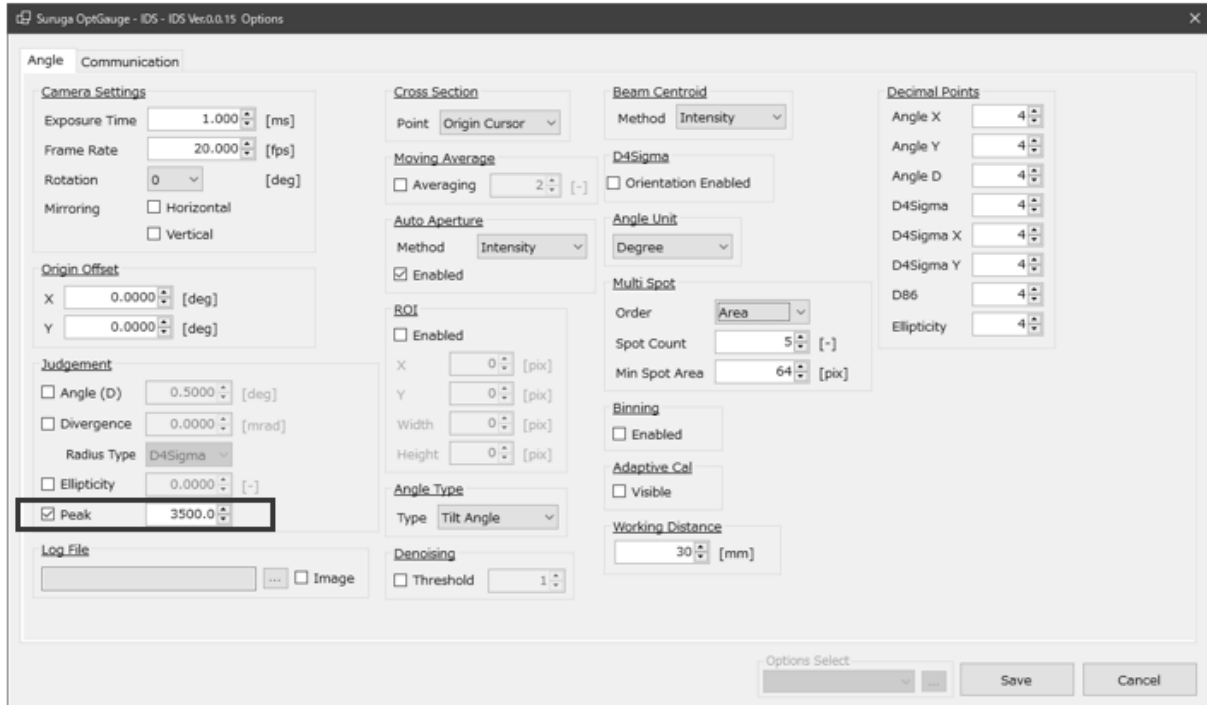 Suruga OptGauge - IDS - IDS Ver.0.0.15 Options
Angle Communication
Camera Settings
Exposure Time 1.000 [ms]
Frame Rate 20.000 [fps]
Rotation 0 [deg]
Mirroring Horizontal
Vertical
Origin Offset
X 0.0000 [deg]
Y 0.0000 [deg]
Judgement
Angle (D) 0.5000 [deg]
Divergence 0.0000 [mrad]
Radius Type D4Sigma
Ellipticity 0.0000 [-]
Peak 3500.0
Log File
... Image
Cross Section
Point Origin Cursor
Moving Average
Averaging 2 [-]
Auto Aperture
Method Intensity
Enabled
ROI
Enabled
X 0 [pix]
Y 0 [pix]
Width 0 [pix]
Height 0 [pix]
Angle Type
Type Tilt Angle
Denoising
Threshold 1
Beam Centroid
Method Intensity
D4Sigma
Orientation Enabled
Angle Unit
Degree
Multi Spot
Order Area
Spot Count 5 [-]
Min Spot Area 64 [pix]
Binning
Enabled
Adaptive Cal
Visible
Working Distance
30 [mm]
Decimal Points
Angle X 4
Angle Y 4
Angle D 4
D4Sigma 4
D4Sigma X 4
D4Sigma Y 4
D86 4
Ellipticity 4
Options Select
...
Save
Cancel